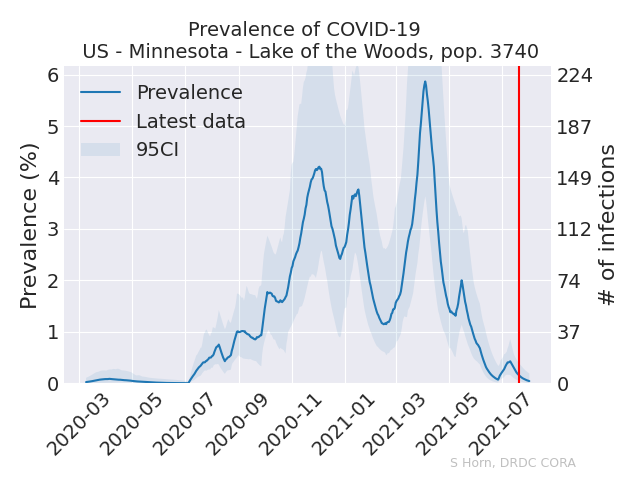 Prevalence of COVID-19
US - Minnesota - Lake of the Woods, pop. 3740
Prevalence (%)
6
5
4
3
2
1
0
Prevalence
Latest data
95CI
224
187
149
112
74
37
0
# of infections
2020-03
2020-05
2020-07
2020-09
2020-11
2021-01
2021-03
2021-05
2021-07
S Horn, DRDC CORA